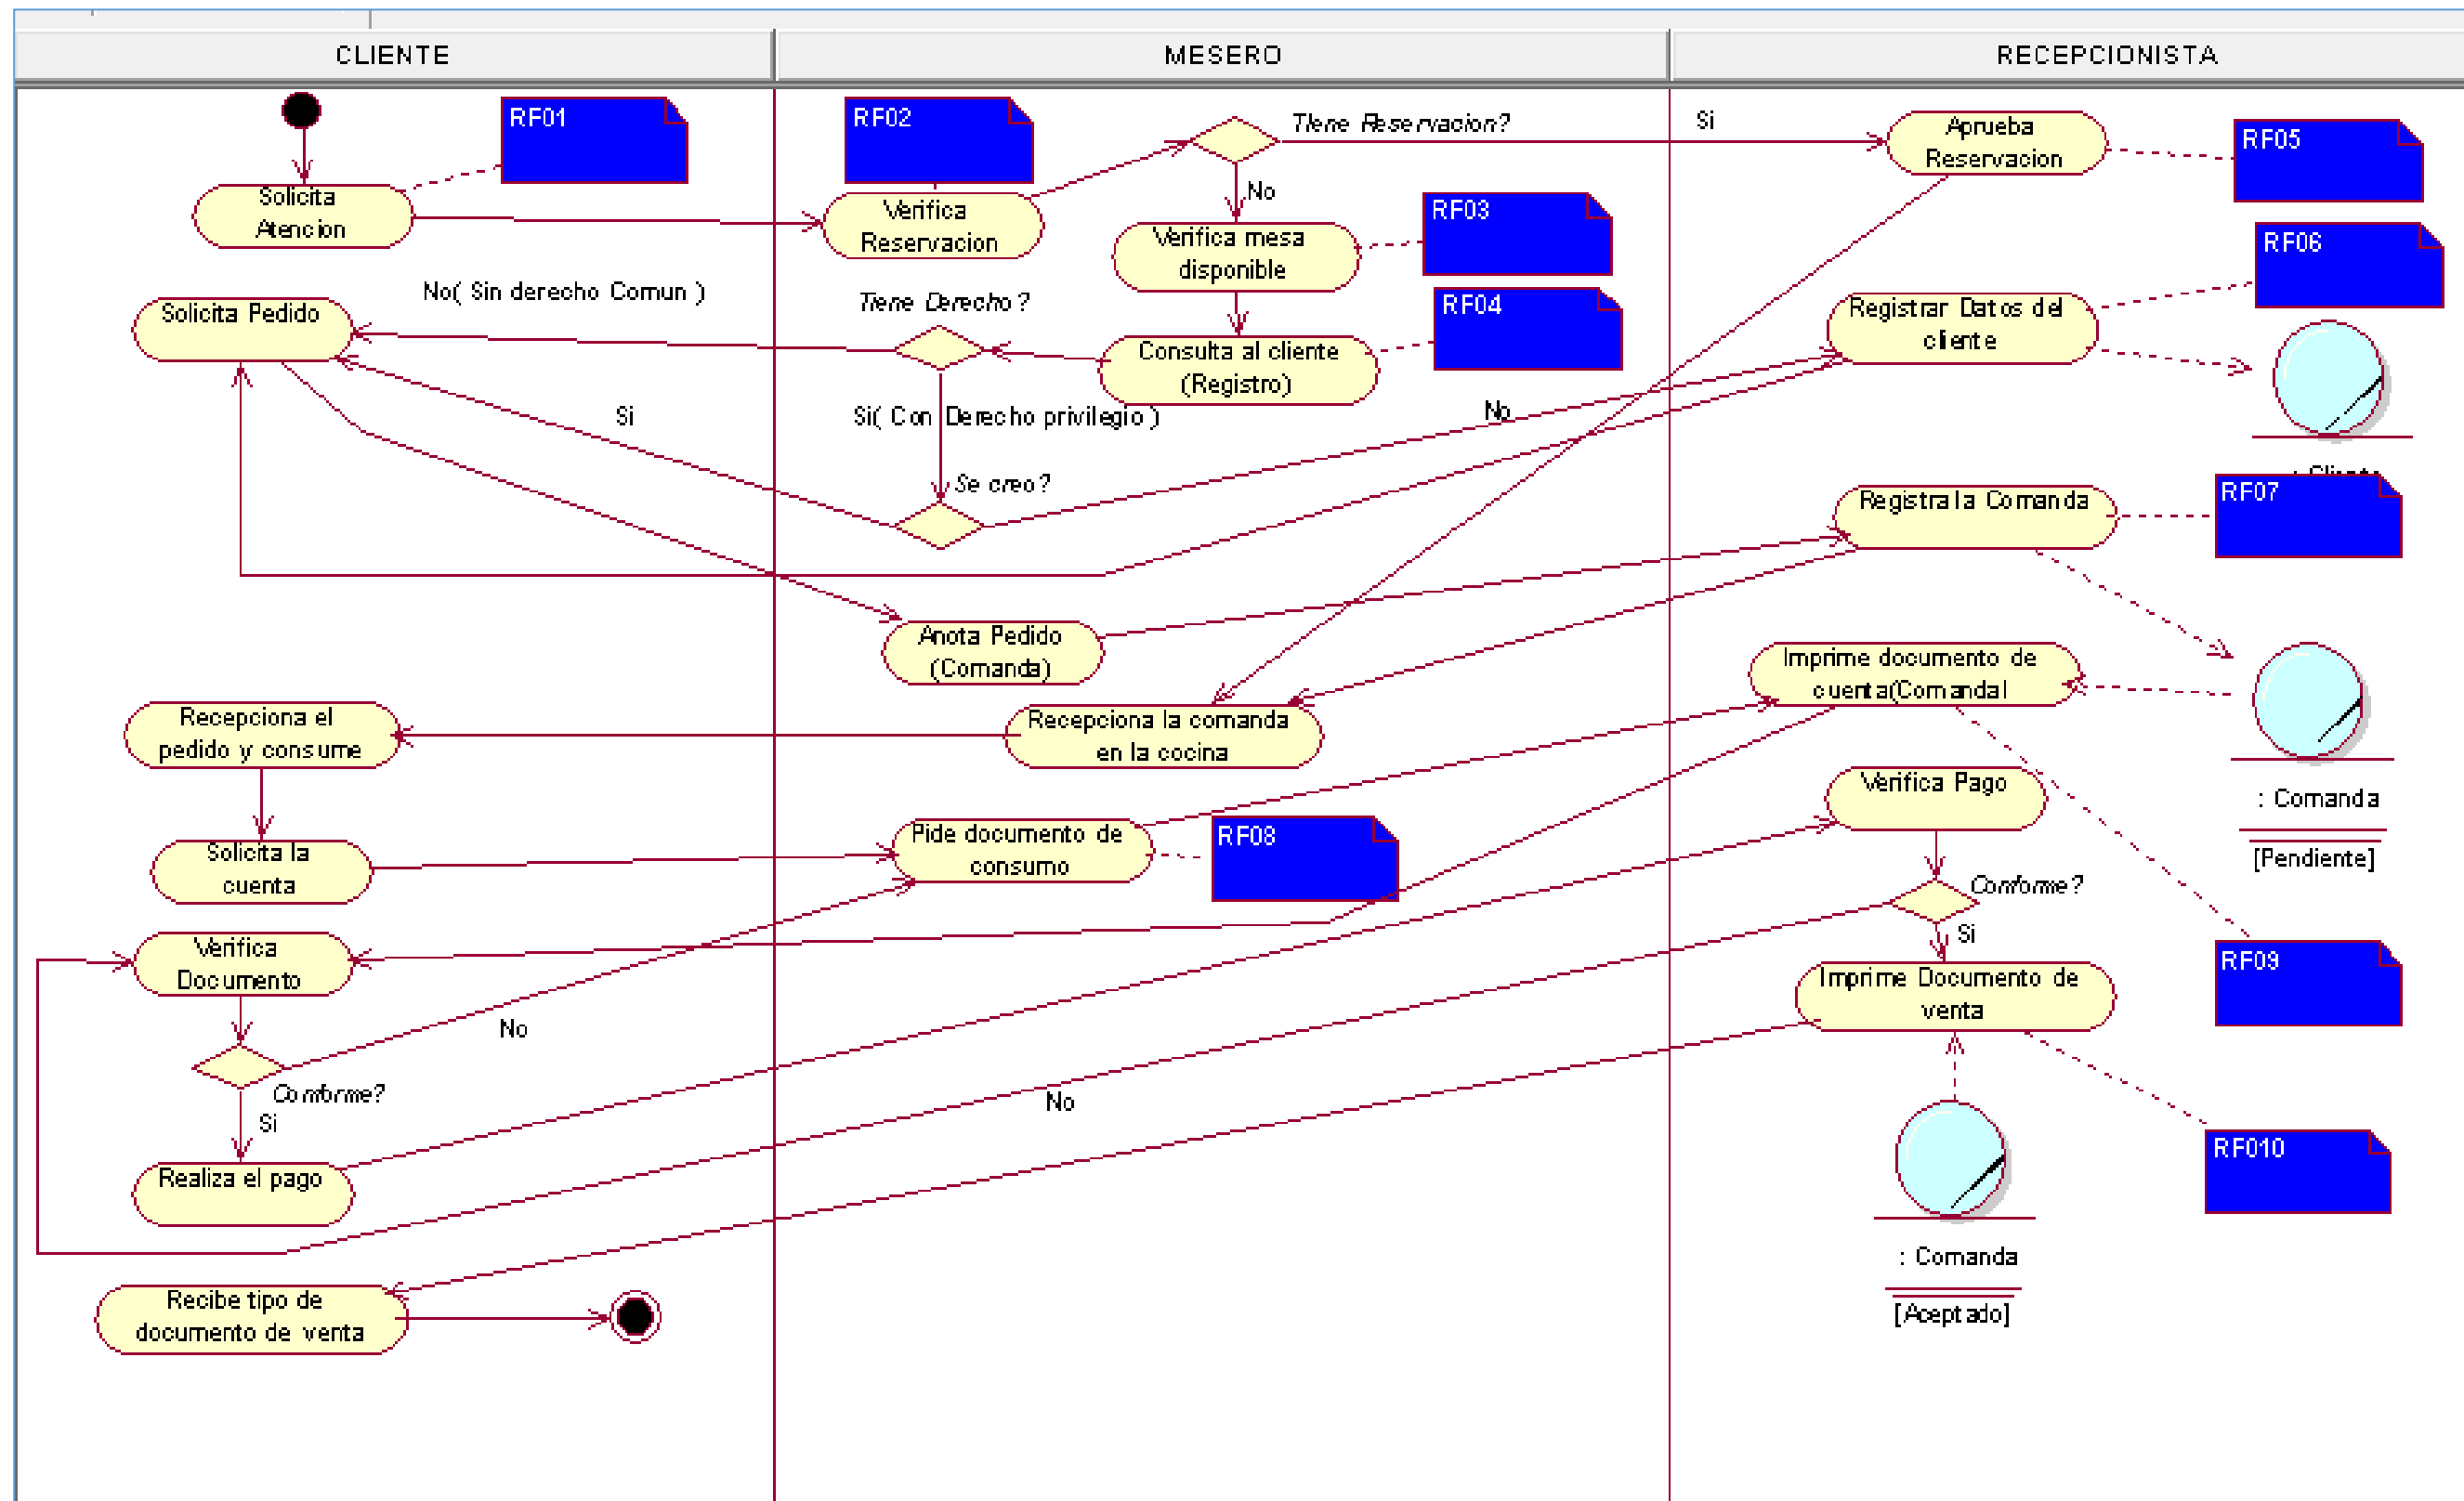 CLIENTE
MESERO
RECEPCIONISTA
RF01
RF02
Tiene Reservacion?
Si
Aprueba
Reservacion
RF05
Solicita
Atencion
Verifica
Reservacion
No
RF03
Verifica mesa
disponible
RF06
No( Sin derecho Comun )
Tiene Derecho?
RF04
Solicita Pedido
Registrar Datos del
cliente
Consulta al cliente
(Registro)
Si
Si( Con Derecho privilegio )
No
: Cliente
Se creo?
Registra la Comanda
RF07
Anota Pedido
(Comanda)
Imprime documento de
cuenta(Comandal
Recepciona el
pedido y consume
Recepciona la comanda
en la cocina
Verifica Pago
: Comanda
[Pendiente]
Solicita la
cuenta
Pide documento de
consumo
RF08
Conforme?
Si
Verifica
Documento
RF09
Imprime Documento de
venta
No
Conforme?
Si
No
RF010
Realiza el pago
: Comanda
[Aceptado]
Recibe tipo de
documento de venta